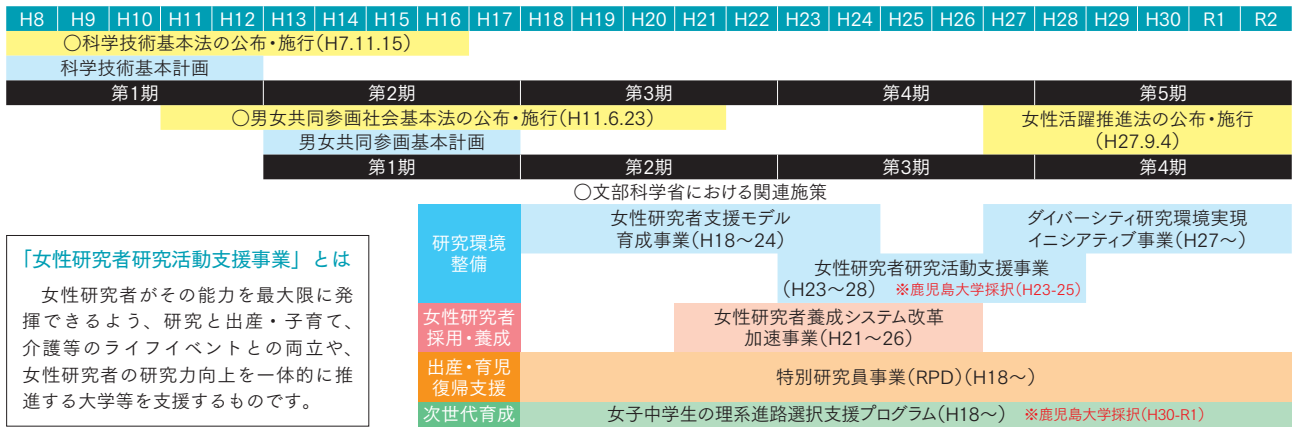 H8 H9 H10 H11 H12 H13 H14 H15 H16 H17 H18 H19 H20 H21 H22 H23 H24 H25 H26 H27 H28 H29 H30 R1 R2
○科学技術基本法の公布・施行(H7.11.15)
科学技術基本計画
第1期 第2期 第3期 第4期 第5期
○男女共同参画社会基本法の公布・施行(H11.6.23)
女性活躍推進法の公布・施行
(H27.9.4)
男女共同参画基本計画
第1期 第2期 第3期 第4期
○文部科学省における関連施策
研究環境
整備
女性研究者支援モデル
育成事業(H18～24)
ダイバーシティ研究環境実現
イニシアティブ事業(H27～)
女性研究者研究活動支援事業
(H23～28) ※鹿児島大学採択(H23-25)
女性研究者
採用・養成
女性研究者養成システム改革
加速事業(H21～26)
出産・育児
復帰支援
特別研究員事業(RPD)(H18～)
次世代育成
女子中学生の理系進路選択支援プログラム(H18～) ※鹿児島大学採択(H30-R1)
「女性研究者研究活動支援事業」とは
女性研究者がその能力を最大限に発
揮できるよう、研究と出産・子育て、
介護等のライフイベントとの両立や、
女性研究者の研究力向上を一体的に推
進する大学等を支援するものです。